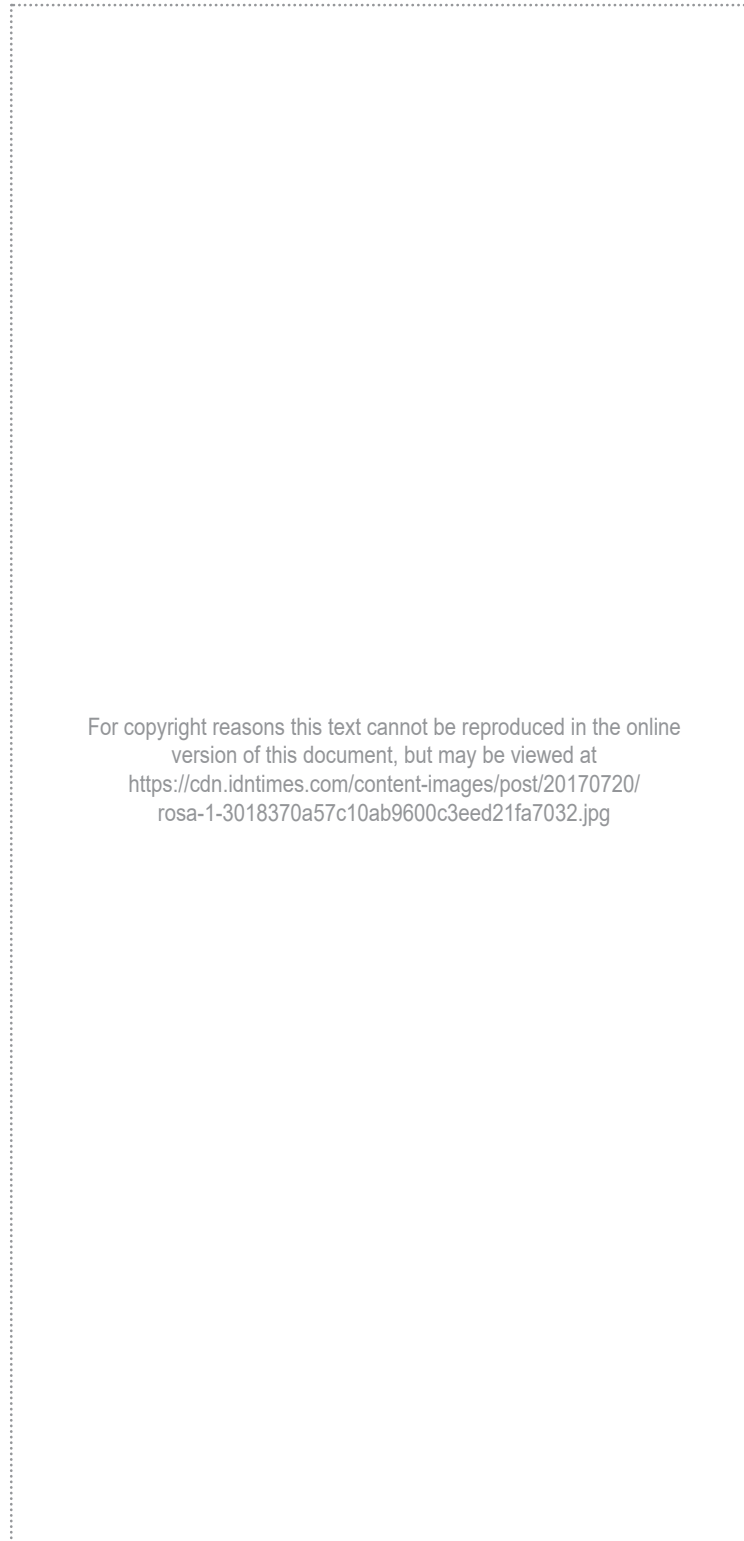 For copyright reasons this text cannot be reproduced in the online
version of this document, but may be viewed at
https://cdn.idntimes.com/content-images/post/20170720/
rosa-1-3018370a57c10ab9600c3eed21fa7032.jpg